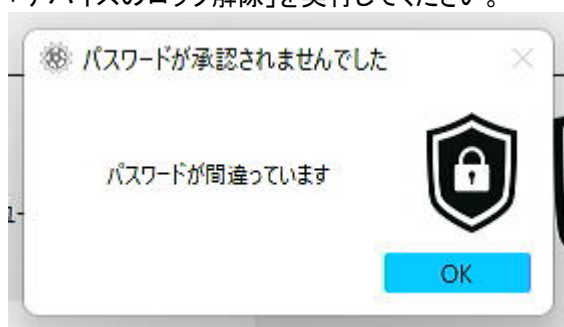 「デバイスのロック解除」を実行してください。
パスワードが承認されませんでした
パスワードが間違っています
OK